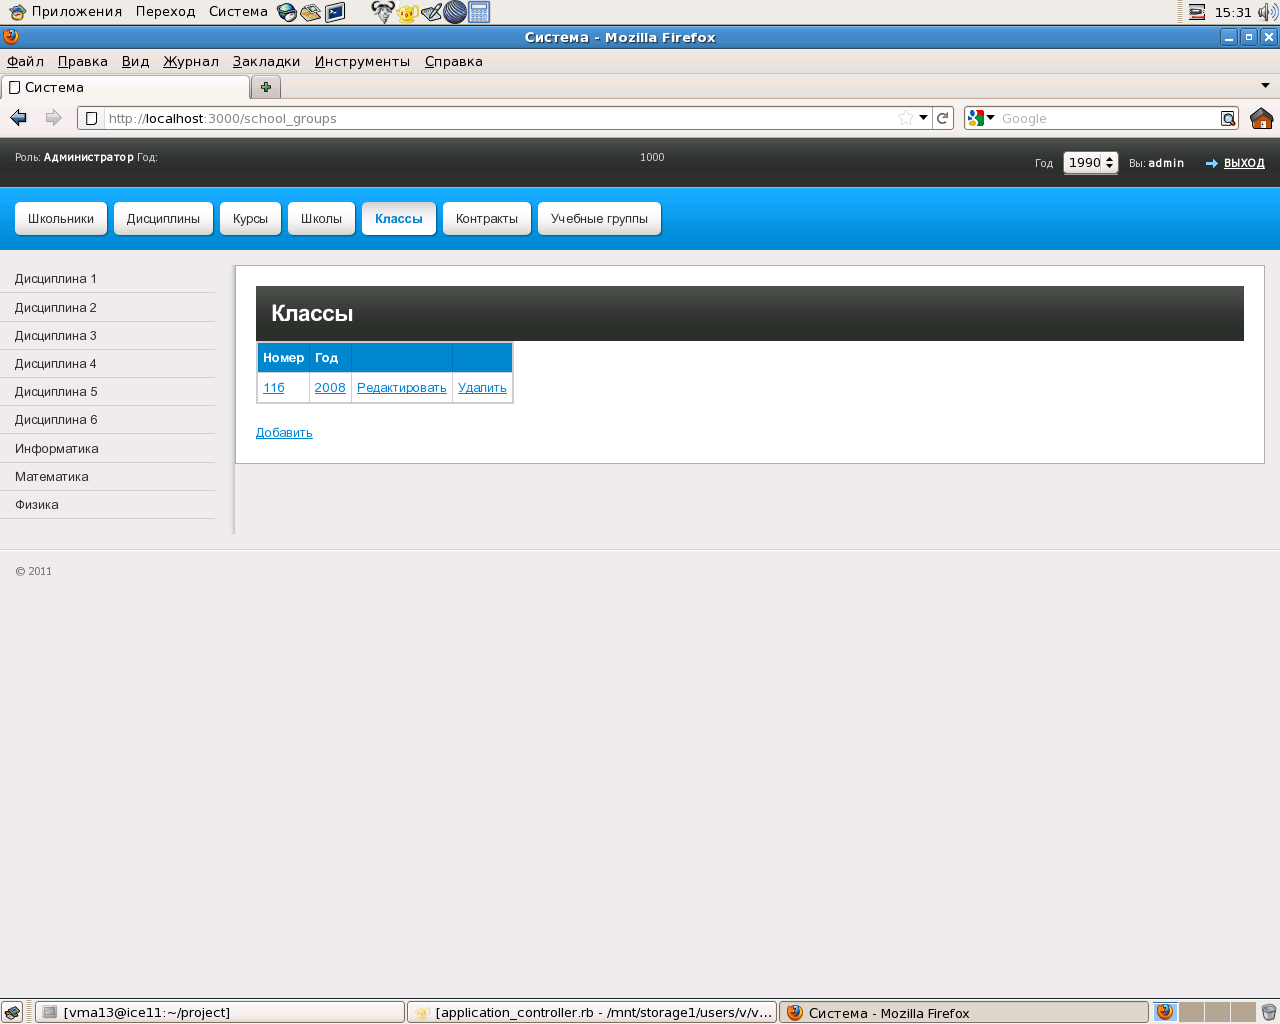 Приложения Переход Система 15:31
Система - Mozilla Firefox
Файл Правка Вид Журнал Закладки Инструменты Справка
Система
http://localhost:3000/school_groups Google
Роль: Администратор Год: 1000 Год 1990 Вы: admin ВЫХОД
Школьники Дисциплины Курсы Школы Классы Контракты Учебные группы
Дисциплина 1
Дисциплина 2
Дисциплина 3
Дисциплина 4
Дисциплина 5
Дисциплина 6
Информатика
Математика
Физика
Классы
Номер Год
11б 2008 Редактировать Удалить
Добавить
© 2011
[vma13@ice11:~/project] [application_controller.rb - /mnt/storage1/users/v/v... Система - Mozilla Firefox